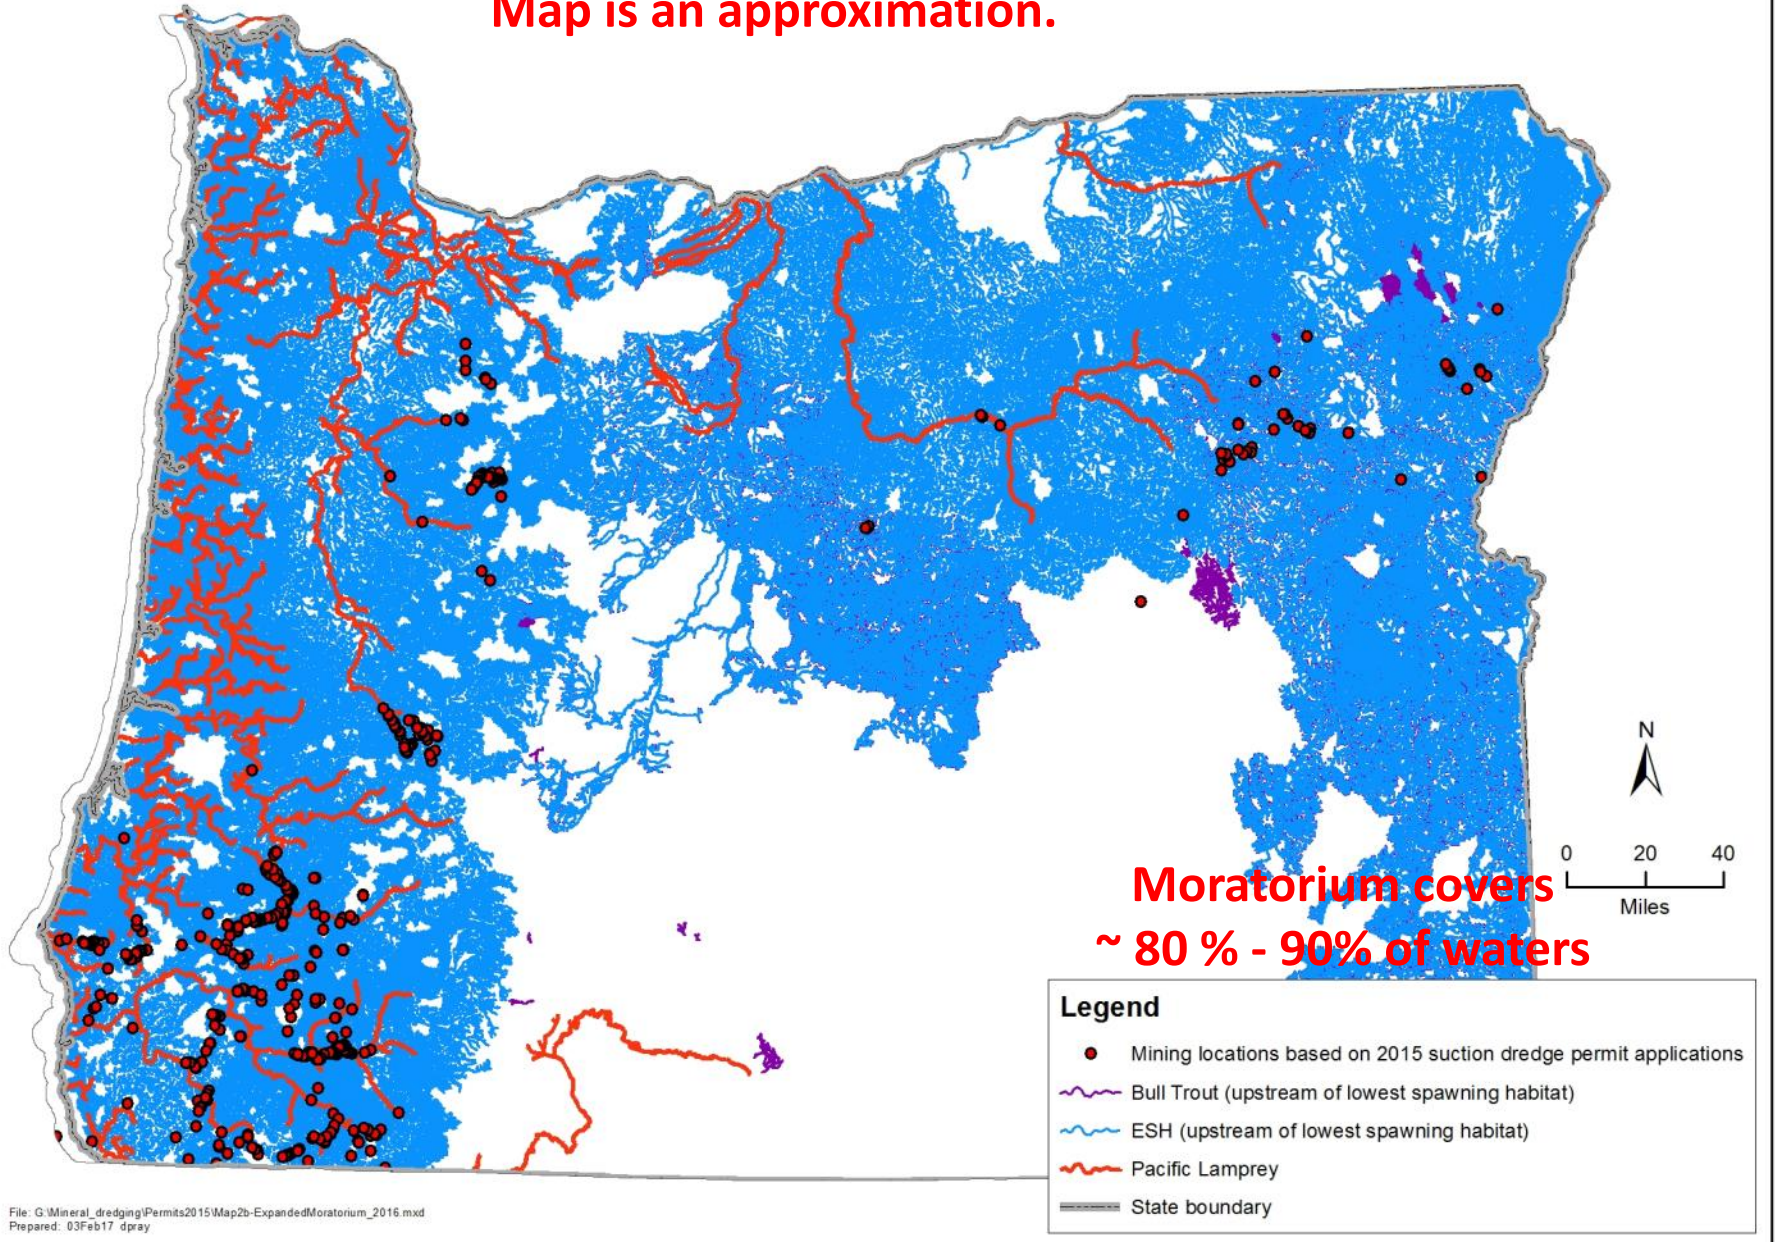 Map is an approximation.
N
0 20 40
Miles
Moratorium covers
~ 80 % - 90% of waters
Legend
Mining locations based on 2015 suction dredge permit applications
Bull Trout (upstream of lowest spawning habitat)
ESH (upstream of lowest spawning habitat)
Pacific Lamprey
State boundary
File: G:\Mineral_dredging\Permits2015\Map2b-ExpandedMoratorium_2016.mxd
Prepared: 03Feb17 dpray